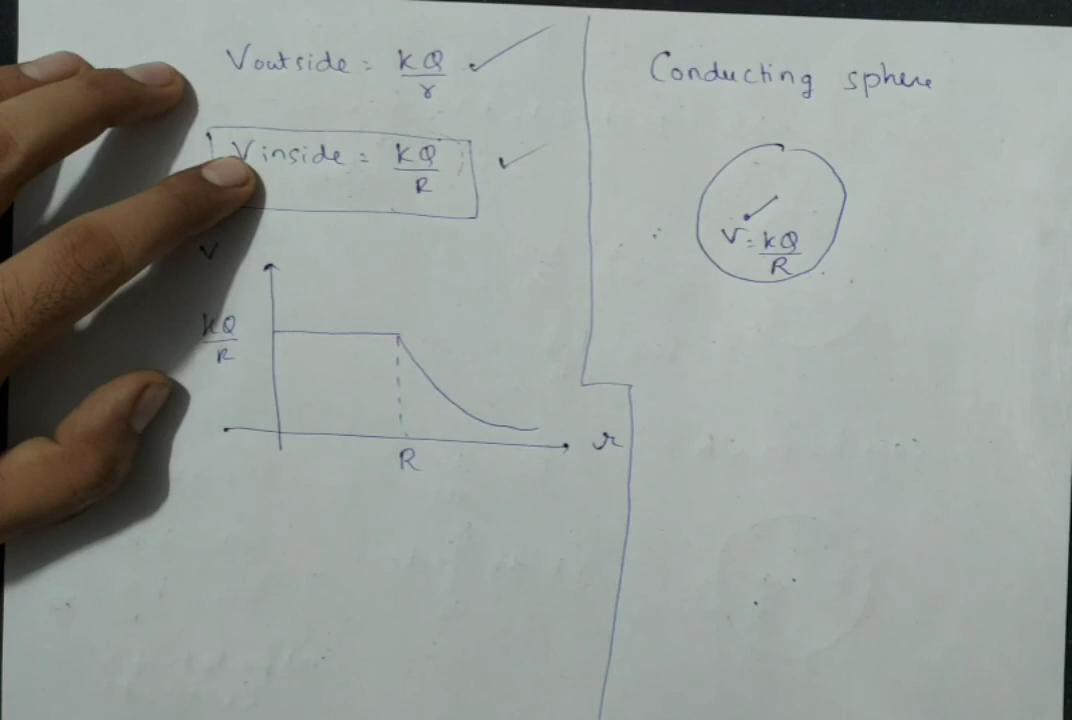 Voutside = kQ/r
Vinside = kQ/R
V
kQ/R
R
r
Conducting sphere
V = kQ/R